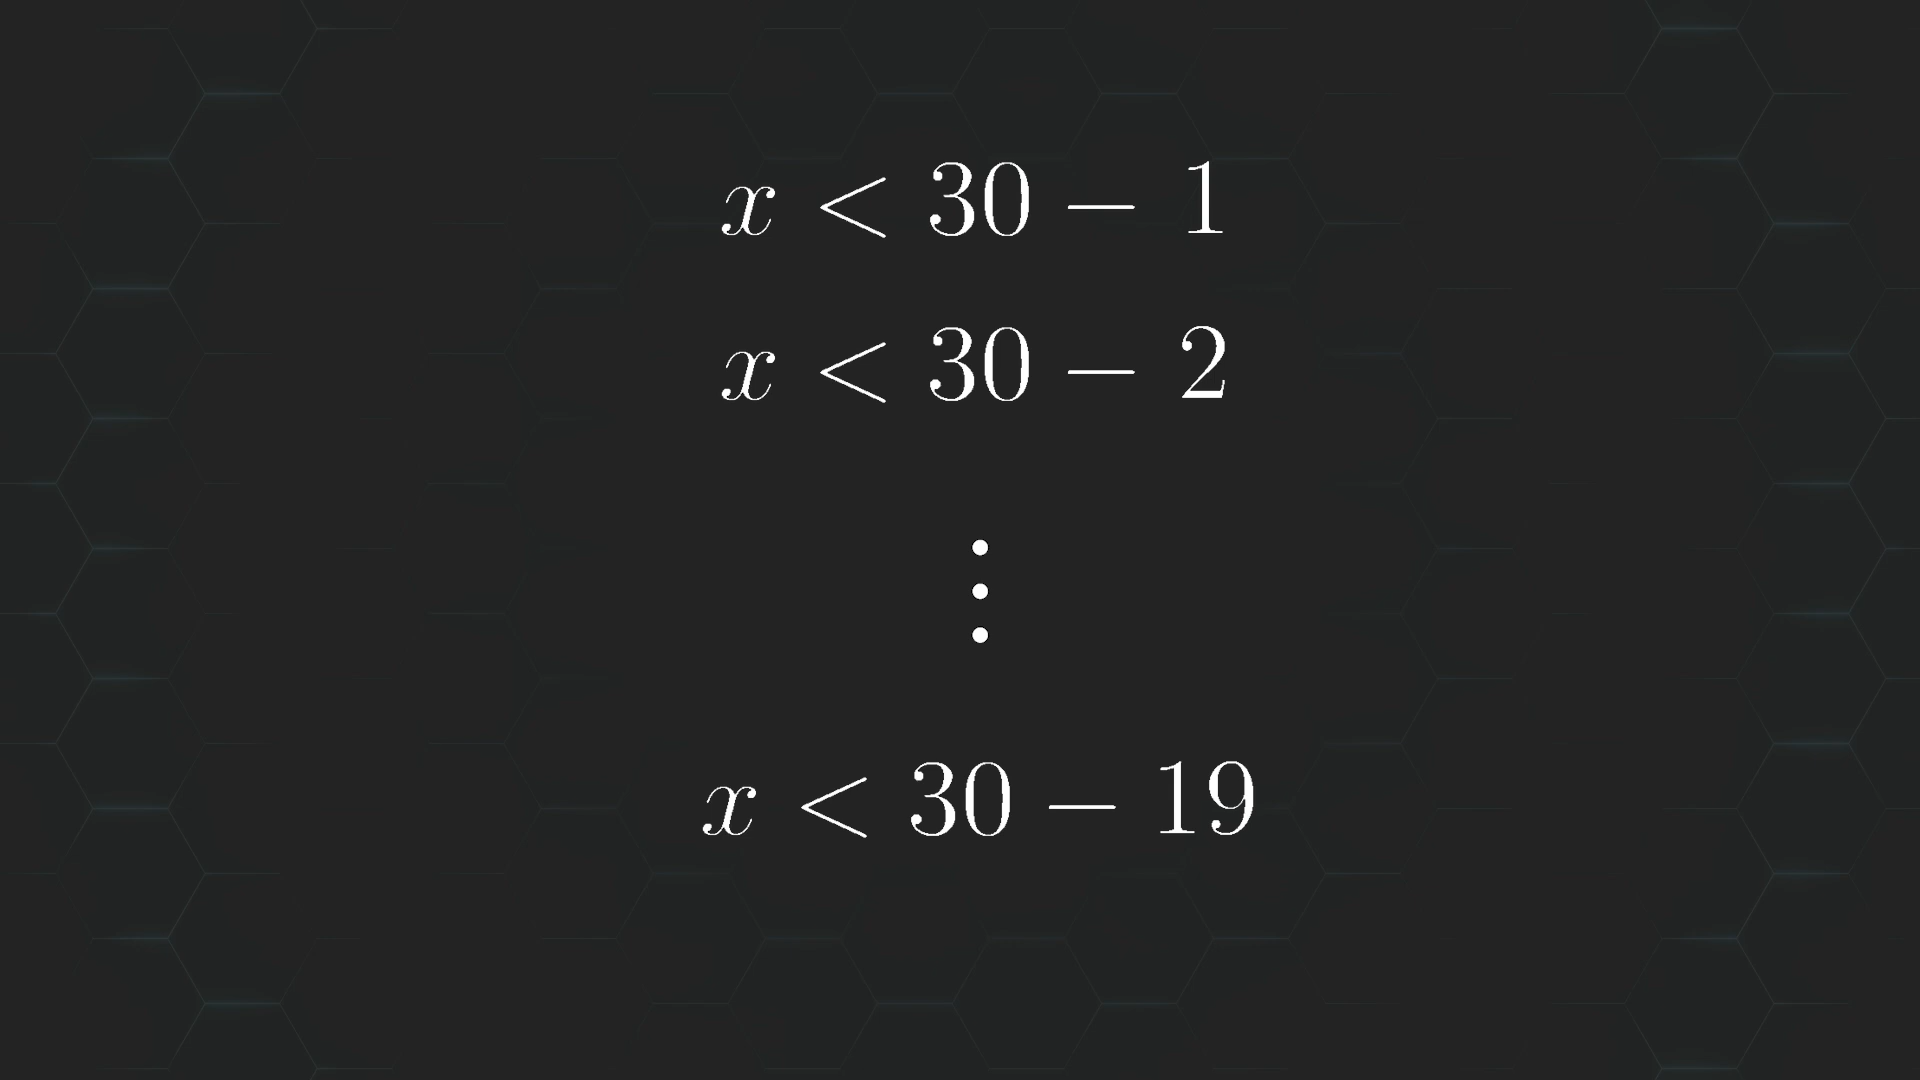 x < 30 − 1
x < 30 − 2
⋮
x < 30 − 19